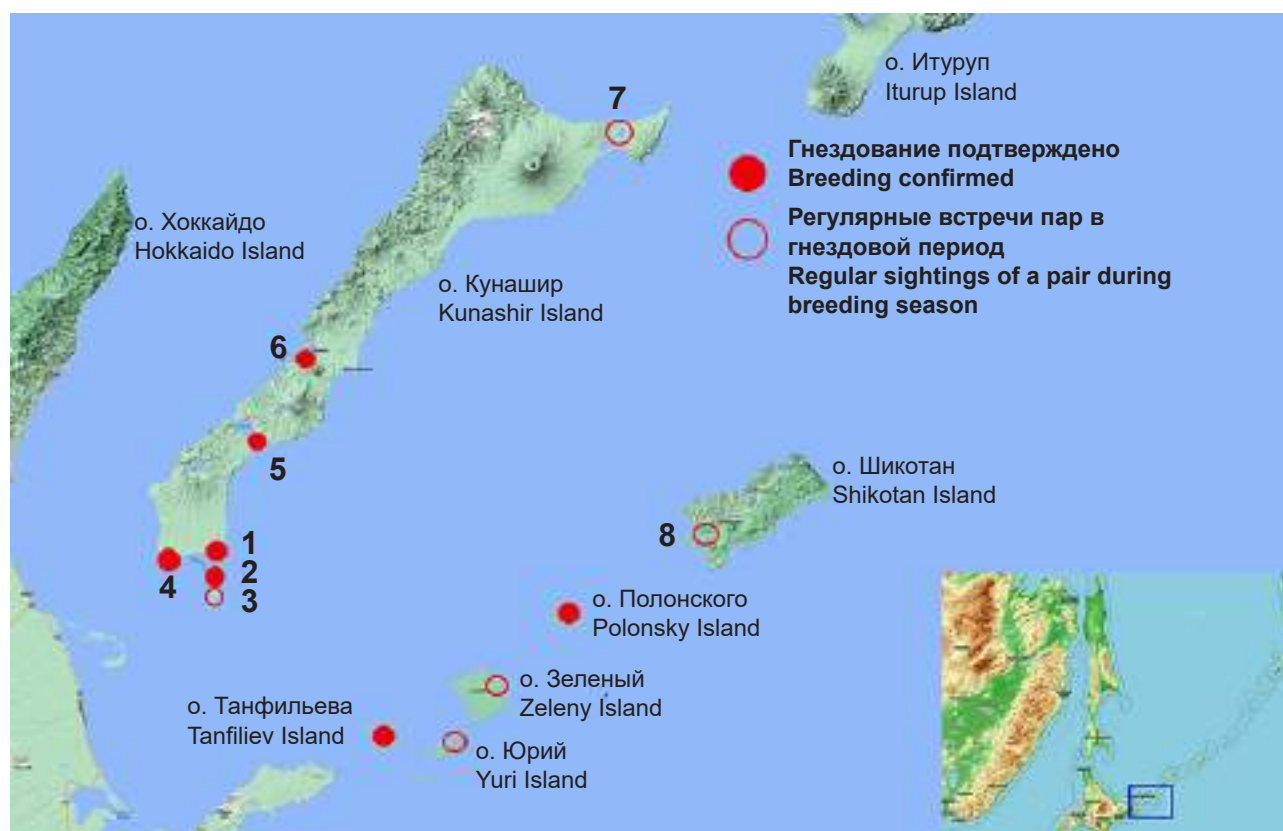 о. Итуруп
Iturup Island
7
Гнездование подтверждено
Breeding confirmed
Регулярные встречи пар в
гнездовой период
Regular sightings of a pair during
breeding season
о. Хоккайдо
Hokkaido Island
о. Кунашир
Kunashir Island
6
5
о. Шикотан
Shikotan Island
8
1
2
3
4
о. Полонского
Polonsky Island
о. Зеленый
Zeleny Island
о. Танфильева
Tanfiliev Island
о. Юрий
Yuri Island